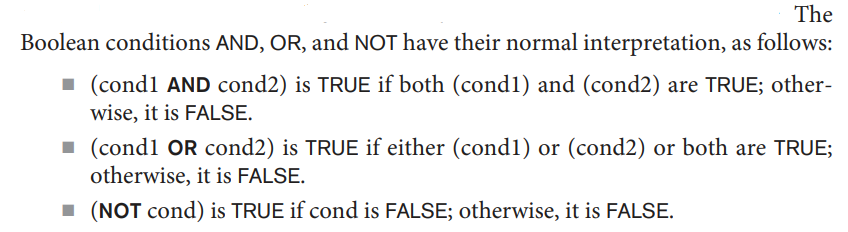 The
Boolean conditions AND, OR, and NOT have their normal interpretation, as follows:
■ (cond1 AND cond2) is TRUE if both (cond1) and (cond2) are TRUE; other-
wise, it is FALSE.
■ (cond1 OR cond2) is TRUE if either (cond1) or (cond2) or both are TRUE;
otherwise, it is FALSE.
■ (NOT cond) is TRUE if cond is FALSE; otherwise, it is FALSE.